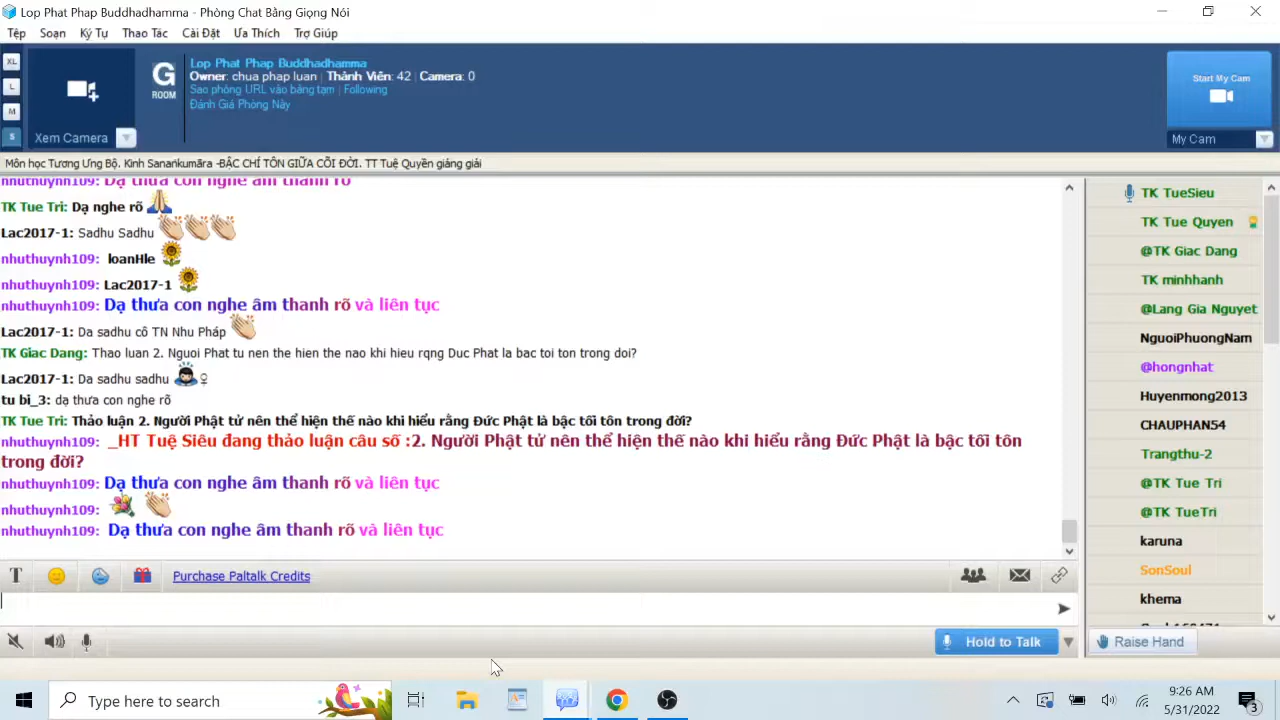 Lop Phat Phap Buddhadhamma - Phòng Chat Bằng Giọng Nói
Tệp Soạn Ký Tự Thao Tác Cài Đặt Ưa Thích Trợ Giúp
XL
L
M
S
Xem Camera
G
ROOM
Lop Phat Phap Buddhadhamma
Owner: chua phap luan | Thành Viên: 42 | Camera: 0
Sao phòng URL vào bảng tạm | Following
Đánh Giá Phòng Này
Start My Cam
My Cam
Môn học Tương Ưng Bộ. Kinh Sanankumāra -BẬC CHÍ TÔN GIỮA CÕI ĐỜI. TT Tuệ Quyền giảng giải
nhuthuynh109: Dạ thưa con nghe âm thanh rõ
TK Tue Tri: Dạ nghe rõ
Lac2017-1: Sadhu Sadhu
nhuthuynh109: loanHle
nhuthuynh109: Lac2017-1
nhuthuynh109: Dạ thưa con nghe âm thanh rõ và liên tục
Lac2017-1: Da sadhu cô TN Nhu Pháp
TK Giac Dang: Thao luan 2. Nguoi Phat tu nen the hien the nao khi hieu rqng Duc Phat la bac toi ton trong doi?
Lac2017-1: Da sadhu sadhu
tu bi_3: dạ thưa con nghe rõ
TK Tue Tri: Thảo luận 2. Người Phật tử nên thể hiện thế nào khi hiểu rằng Đức Phật là bậc tối tôn trong đời?
nhuthuynh109: _HT Tuệ Siêu đang thảo luận câu số :2. Người Phật tử nên thể hiện thế nào khi hiểu rằng Đức Phật là bậc tối tôn
trong đời?
nhuthuynh109: Dạ thưa con nghe âm thanh rõ và liên tục
nhuthuynh109:
nhuthuynh109: Dạ thưa con nghe âm thanh rõ và liên tục
TK TueSieu
TK Tue Quyen
@TK Giac Dang
TK minhhanh
@Lang Gia Nguyet
NguoiPhuongNam
@hongnhat
Huyenmong2013
CHAUPHAN54
Trangthu-2
@TK Tue Tri
@TK TueTri
karuna
SonSoul
khema
T
Purchase Paltalk Credits
Hold to Talk
Raise Hand
Type here to search
9:26 AM
5/31/2022
3